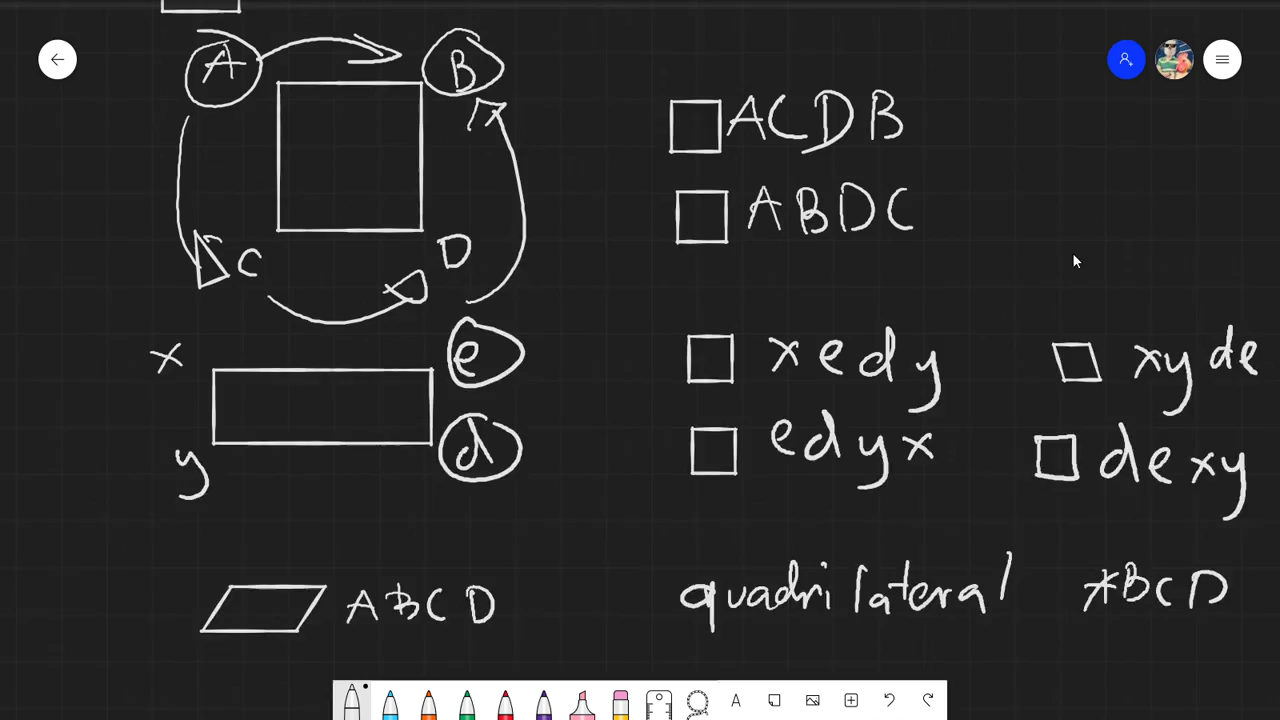 A B
ACDB
ABDC
C D
x e
xedy xyde
y d
edyx dexy
ABCD
quadrilateral ABCD
A